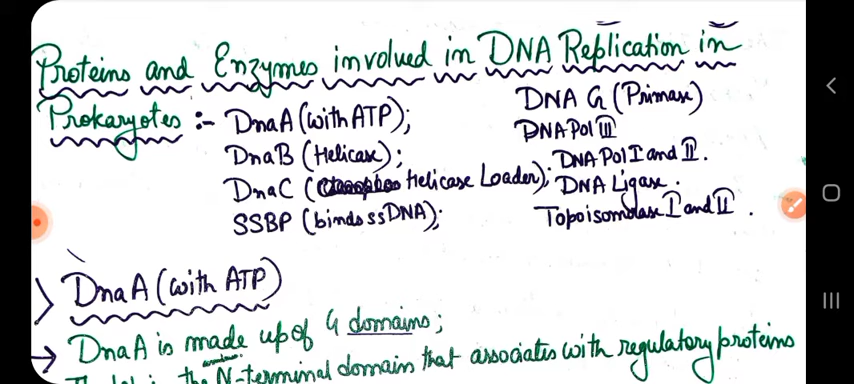 Proteins and Enzymes involved in DNA Replication in
Prokaryotes :- DnaA (with ATP);
DnaB (Helicase);
DnaC (Helicase Loader);
SSBP (binds ssDNA);
DNA G (Primase)
DNA Pol III
DNA Pol I and II.
DNA Ligase.
Topoisomerase I and II.
DnaA (with ATP)
→ DnaA is made up of 4 domains;
the N-terminal domain that associates with regulatory proteins